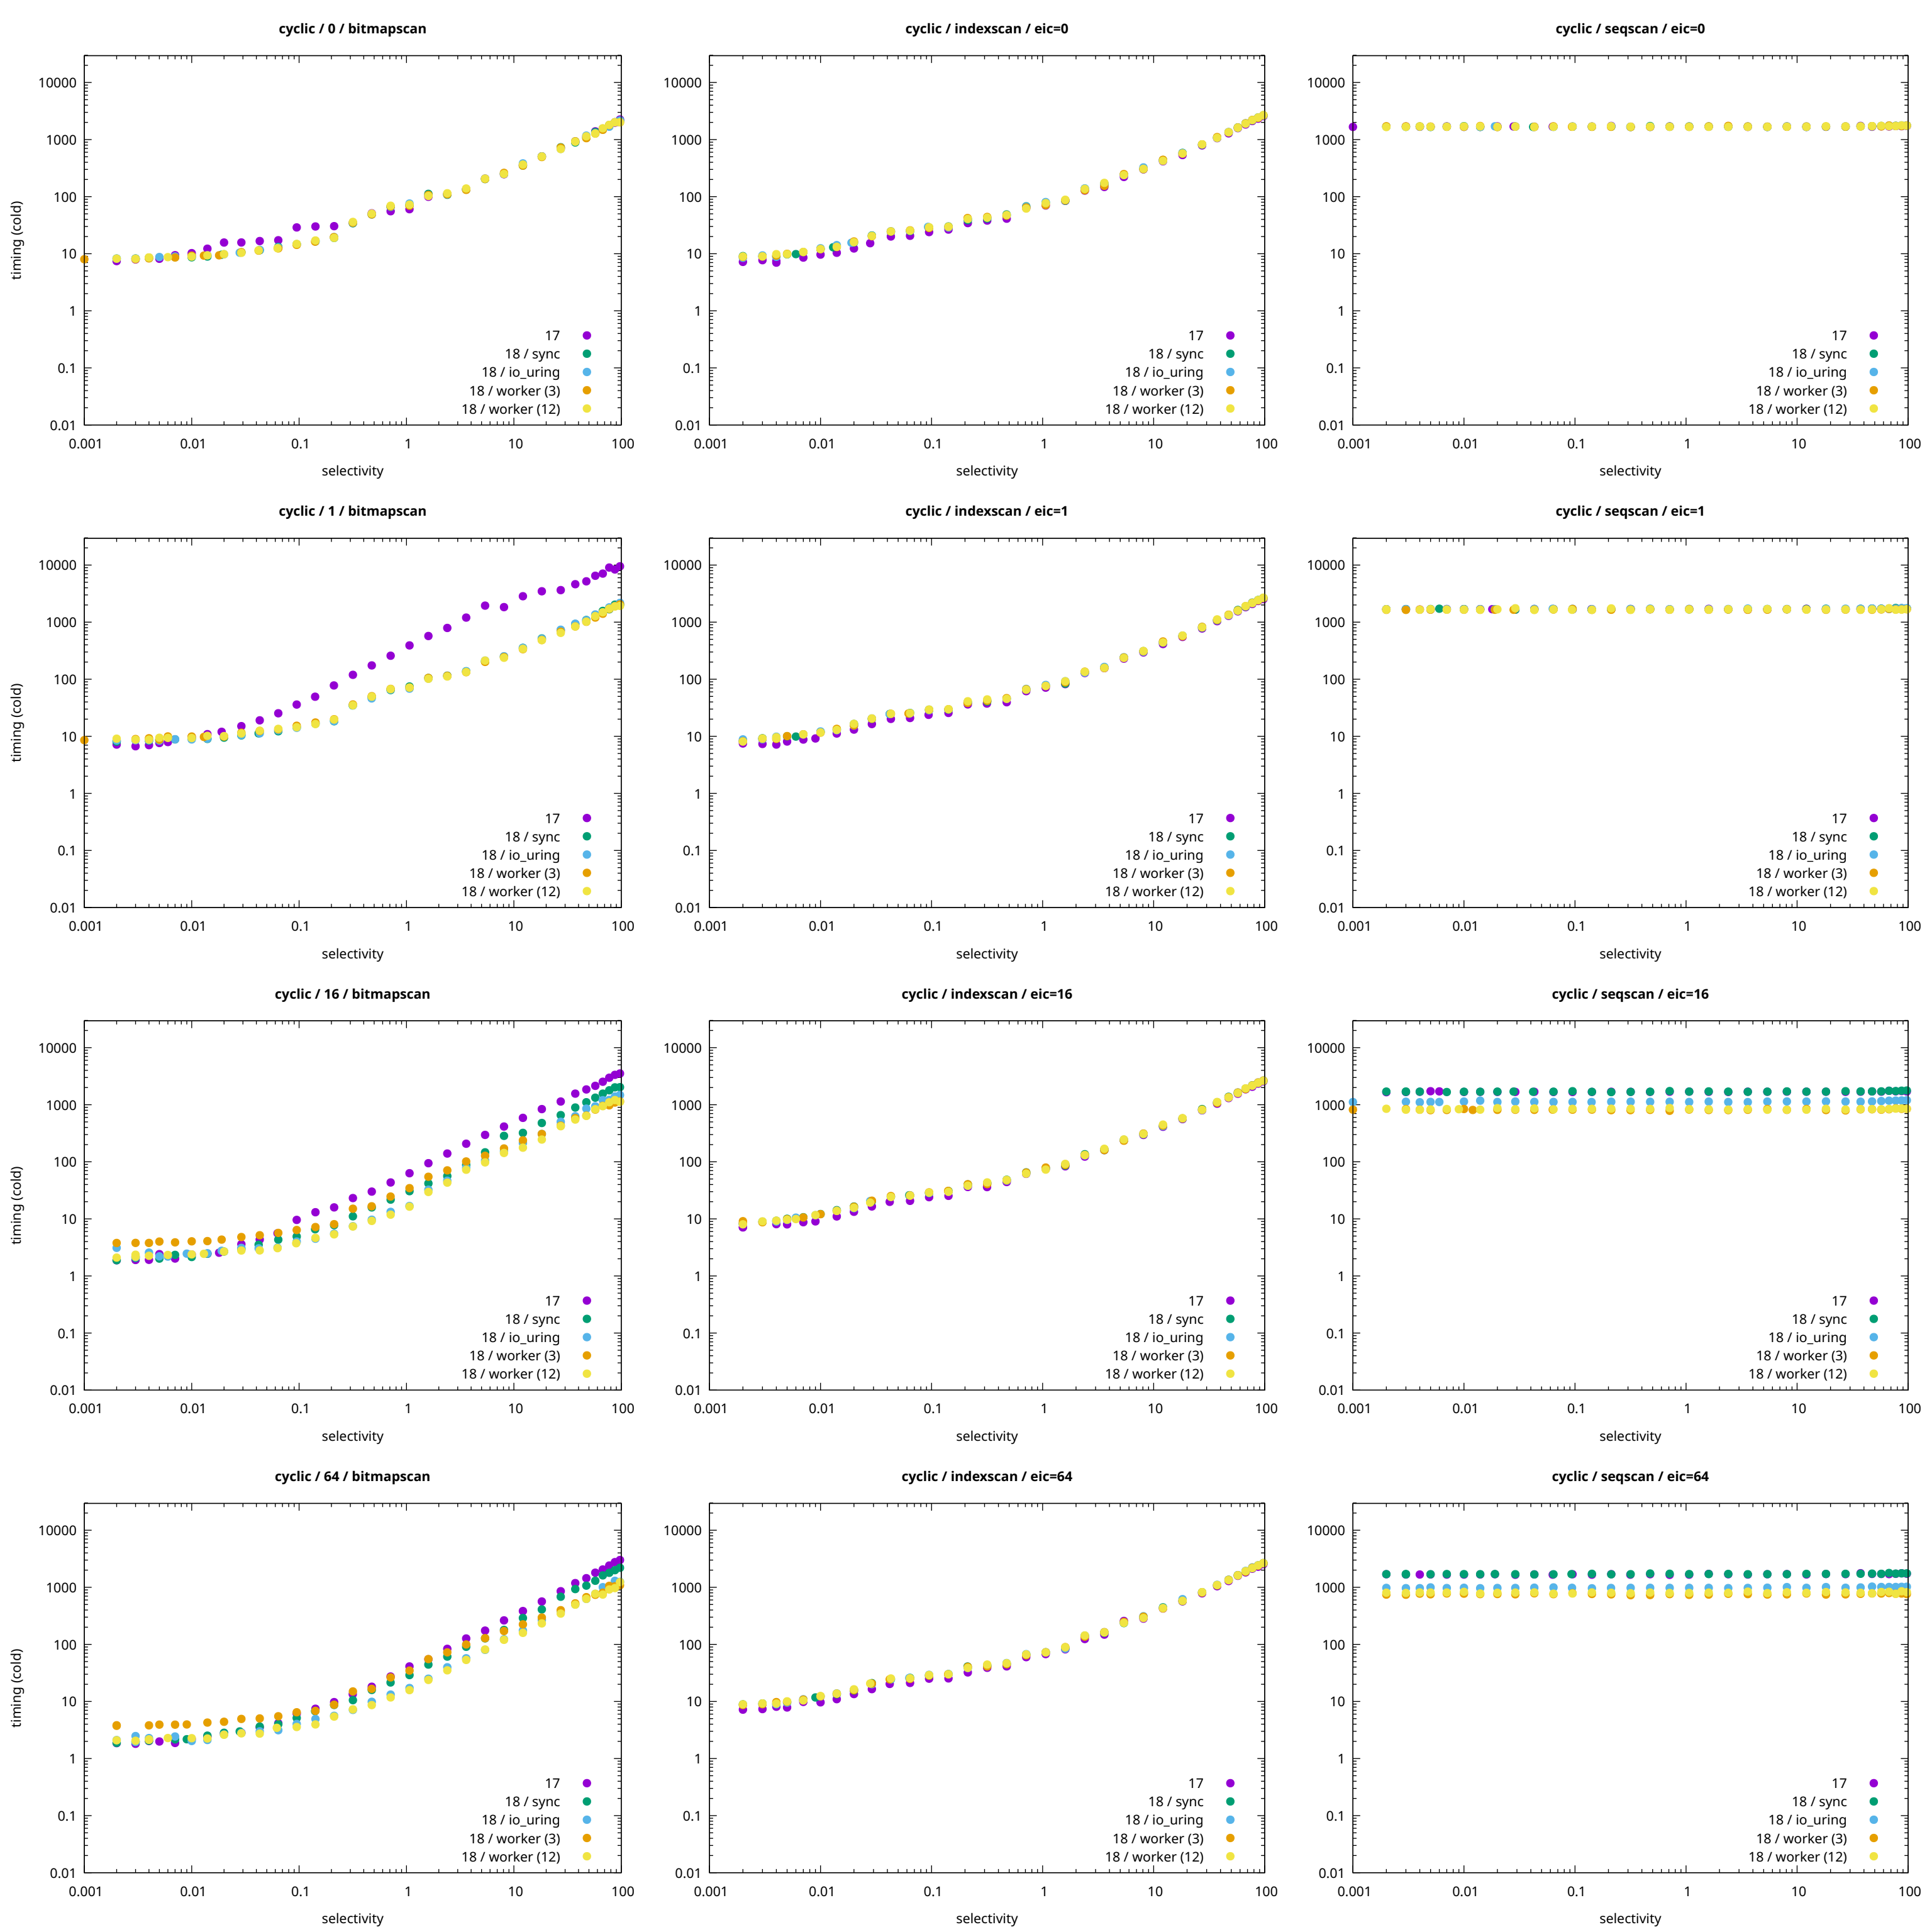 cyclic / 0 / bitmapscan
timing (cold)
10000
1000
100
10
1
0.1
0.01
17
18 / sync
18 / io_uring
18 / worker (3)
18 / worker (12)
0.001 0.01 0.1 1 10 100
selectivity
cyclic / indexscan / eic=0
10000
1000
100
10
1
0.1
0.01
17
18 / sync
18 / io_uring
18 / worker (3)
18 / worker (12)
0.001 0.01 0.1 1 10 100
selectivity
cyclic / seqscan / eic=0
10000
1000
100
10
1
0.1
0.01
17
18 / sync
18 / io_uring
18 / worker (3)
18 / worker (12)
0.001 0.01 0.1 1 10 100
selectivity
cyclic / 1 / bitmapscan
timing (cold)
10000
1000
100
10
1
0.1
0.01
17
18 / sync
18 / io_uring
18 / worker (3)
18 / worker (12)
0.001 0.01 0.1 1 10 100
selectivity
cyclic / indexscan / eic=1
10000
1000
100
10
1
0.1
0.01
17
18 / sync
18 / io_uring
18 / worker (3)
18 / worker (12)
0.001 0.01 0.1 1 10 100
selectivity
cyclic / seqscan / eic=1
10000
1000
100
10
1
0.1
0.01
17
18 / sync
18 / io_uring
18 / worker (3)
18 / worker (12)
0.001 0.01 0.1 1 10 100
selectivity
cyclic / 16 / bitmapscan
timing (cold)
10000
1000
100
10
1
0.1
0.01
17
18 / sync
18 / io_uring
18 / worker (3)
18 / worker (12)
0.001 0.01 0.1 1 10 100
selectivity
cyclic / indexscan / eic=16
10000
1000
100
10
1
0.1
0.01
17
18 / sync
18 / io_uring
18 / worker (3)
18 / worker (12)
0.001 0.01 0.1 1 10 100
selectivity
cyclic / seqscan / eic=16
10000
1000
100
10
1
0.1
0.01
17
18 / sync
18 / io_uring
18 / worker (3)
18 / worker (12)
0.001 0.01 0.1 1 10 100
selectivity
cyclic / 64 / bitmapscan
timing (cold)
10000
1000
100
10
1
0.1
0.01
17
18 / sync
18 / io_uring
18 / worker (3)
18 / worker (12)
0.001 0.01 0.1 1 10 100
selectivity
cyclic / indexscan / eic=64
10000
1000
100
10
1
0.1
0.01
17
18 / sync
18 / io_uring
18 / worker (3)
18 / worker (12)
0.001 0.01 0.1 1 10 100
selectivity
cyclic / seqscan / eic=64
10000
1000
100
10
1
0.1
0.01
17
18 / sync
18 / io_uring
18 / worker (3)
18 / worker (12)
0.001 0.01 0.1 1 10 100
selectivity